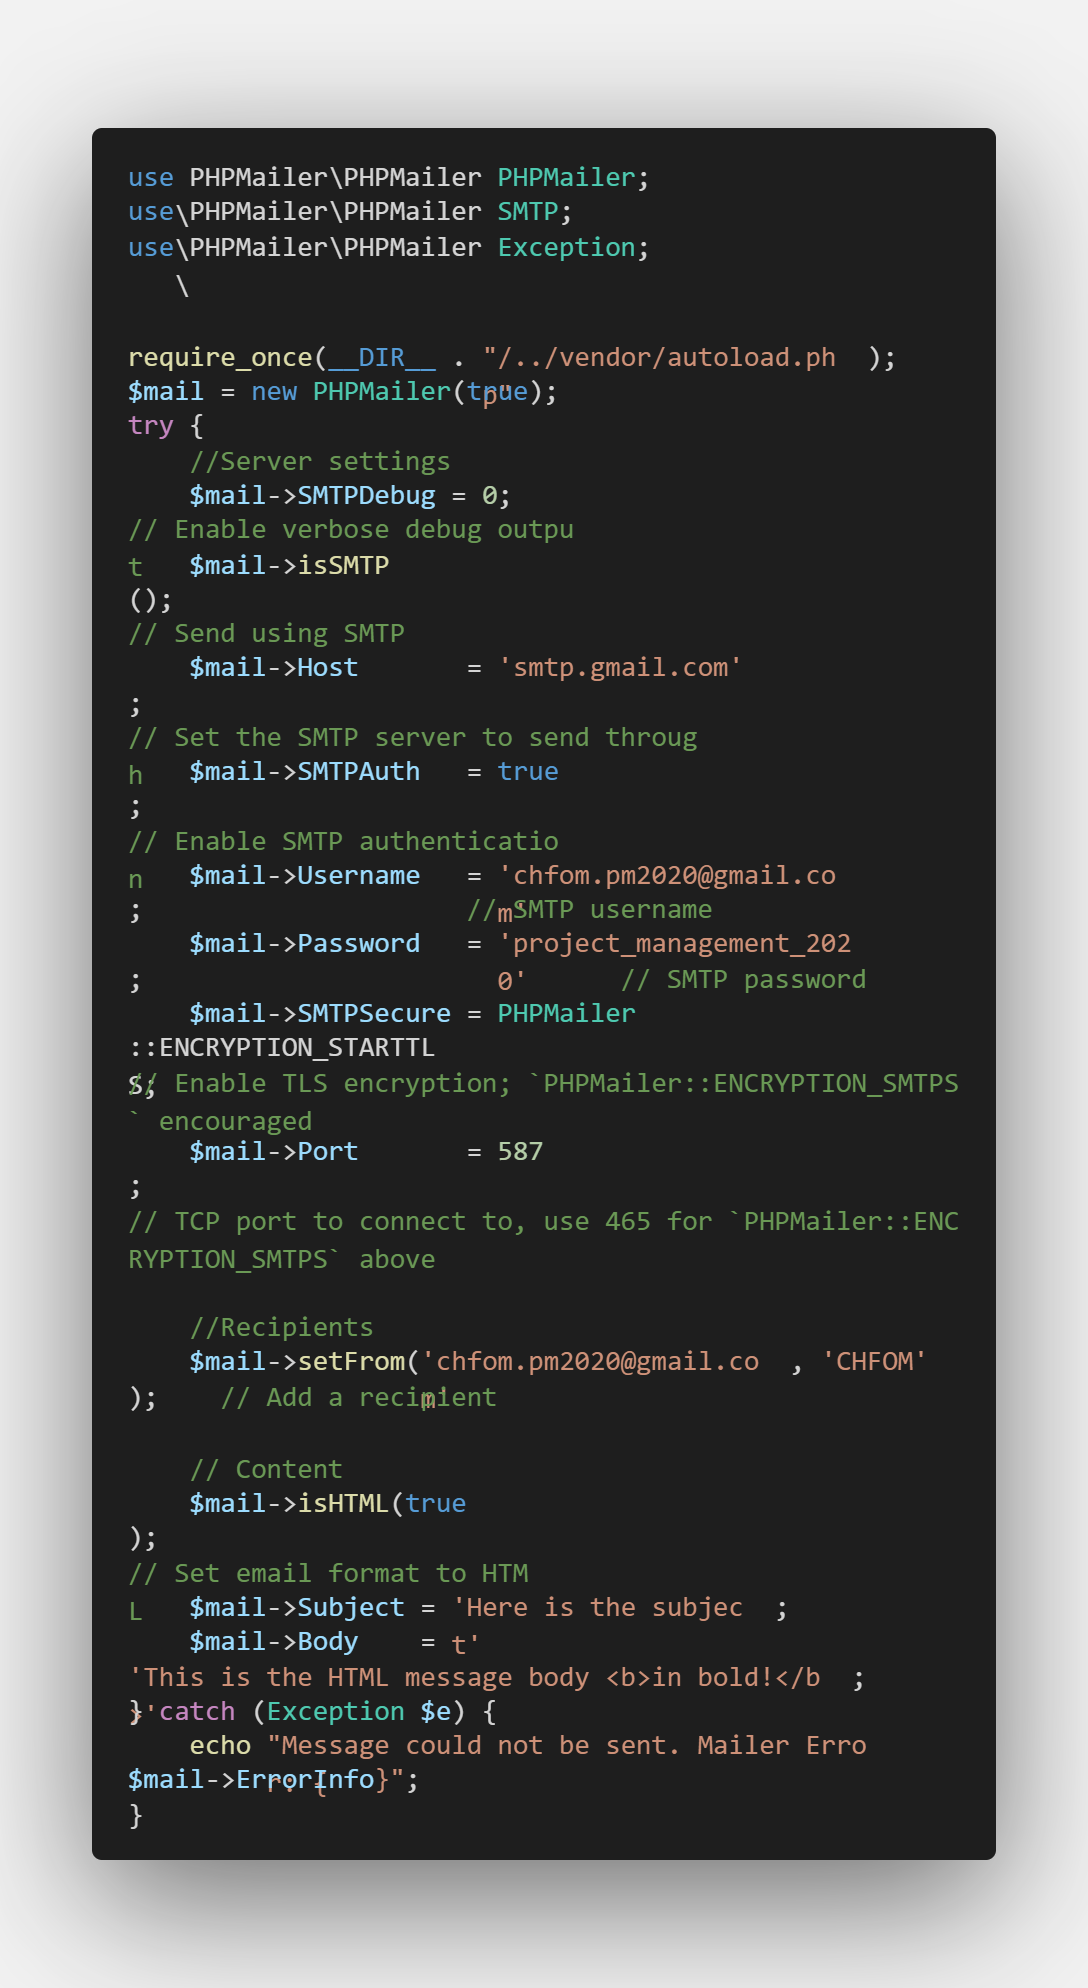 use PHPMailer\PHPMailer PHPMailer;
use\PHPMailer\PHPMailer SMTP;
use\PHPMailer\PHPMailer Exception;
\
require_once(__DIR__ . "/../vendor/autoload.ph );
p"
$mail = new PHPMailer(true);
try {
//Server settings
$mail->SMTPDebug = 0;
// Enable verbose debug outpu
t $mail->isSMTP
();
// Send using SMTP
$mail->Host = 'smtp.gmail.com'
;
// Set the SMTP server to send throug
h $mail->SMTPAuth = true
;
// Enable SMTP authenticatio
n $mail->Username = 'chfom.pm2020@gmail.co
m'
; // SMTP username
$mail->Password = 'project_management_202
; 0' // SMTP password
$mail->SMTPSecure = PHPMailer
::ENCRYPTION_STARTTL
S;
// Enable TLS encryption; `PHPMailer::ENCRYPTION_SMTPS
` encouraged
$mail->Port = 587
;
// TCP port to connect to, use 465 for `PHPMailer::ENC
RYPTION_SMTPS` above
//Recipients
$mail->setFrom('chfom.pm2020@gmail.co , 'CHFOM'
m'
); // Add a recipient
// Content
$mail->isHTML(true
);
// Set email format to HTM
L $mail->Subject = 'Here is the subjec ;
$mail->Body = t'
'This is the HTML message body <b>in bold!</b ;
>'
} catch (Exception $e) {
echo "Message could not be sent. Mailer Erro
r: {
$mail->ErrorInfo}";
}